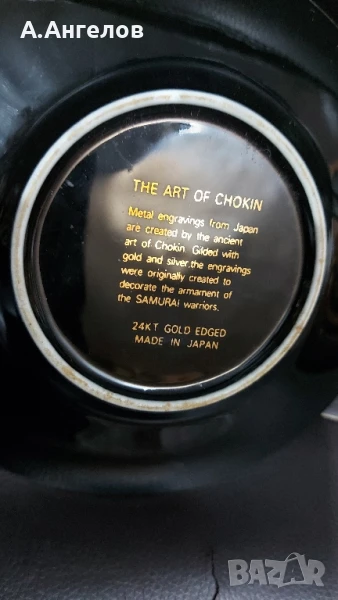 А.Ангелов
THE ART OF CHOKIN
Metal engravings from Japan
are created by the ancient
art of Chokin Gilded with
gold and silver.the engravings
were originally created to
decorate the armament of
the SAMURAI warriors.
24KT GOLD EDGED
MADE IN JAPAN
BAZAR